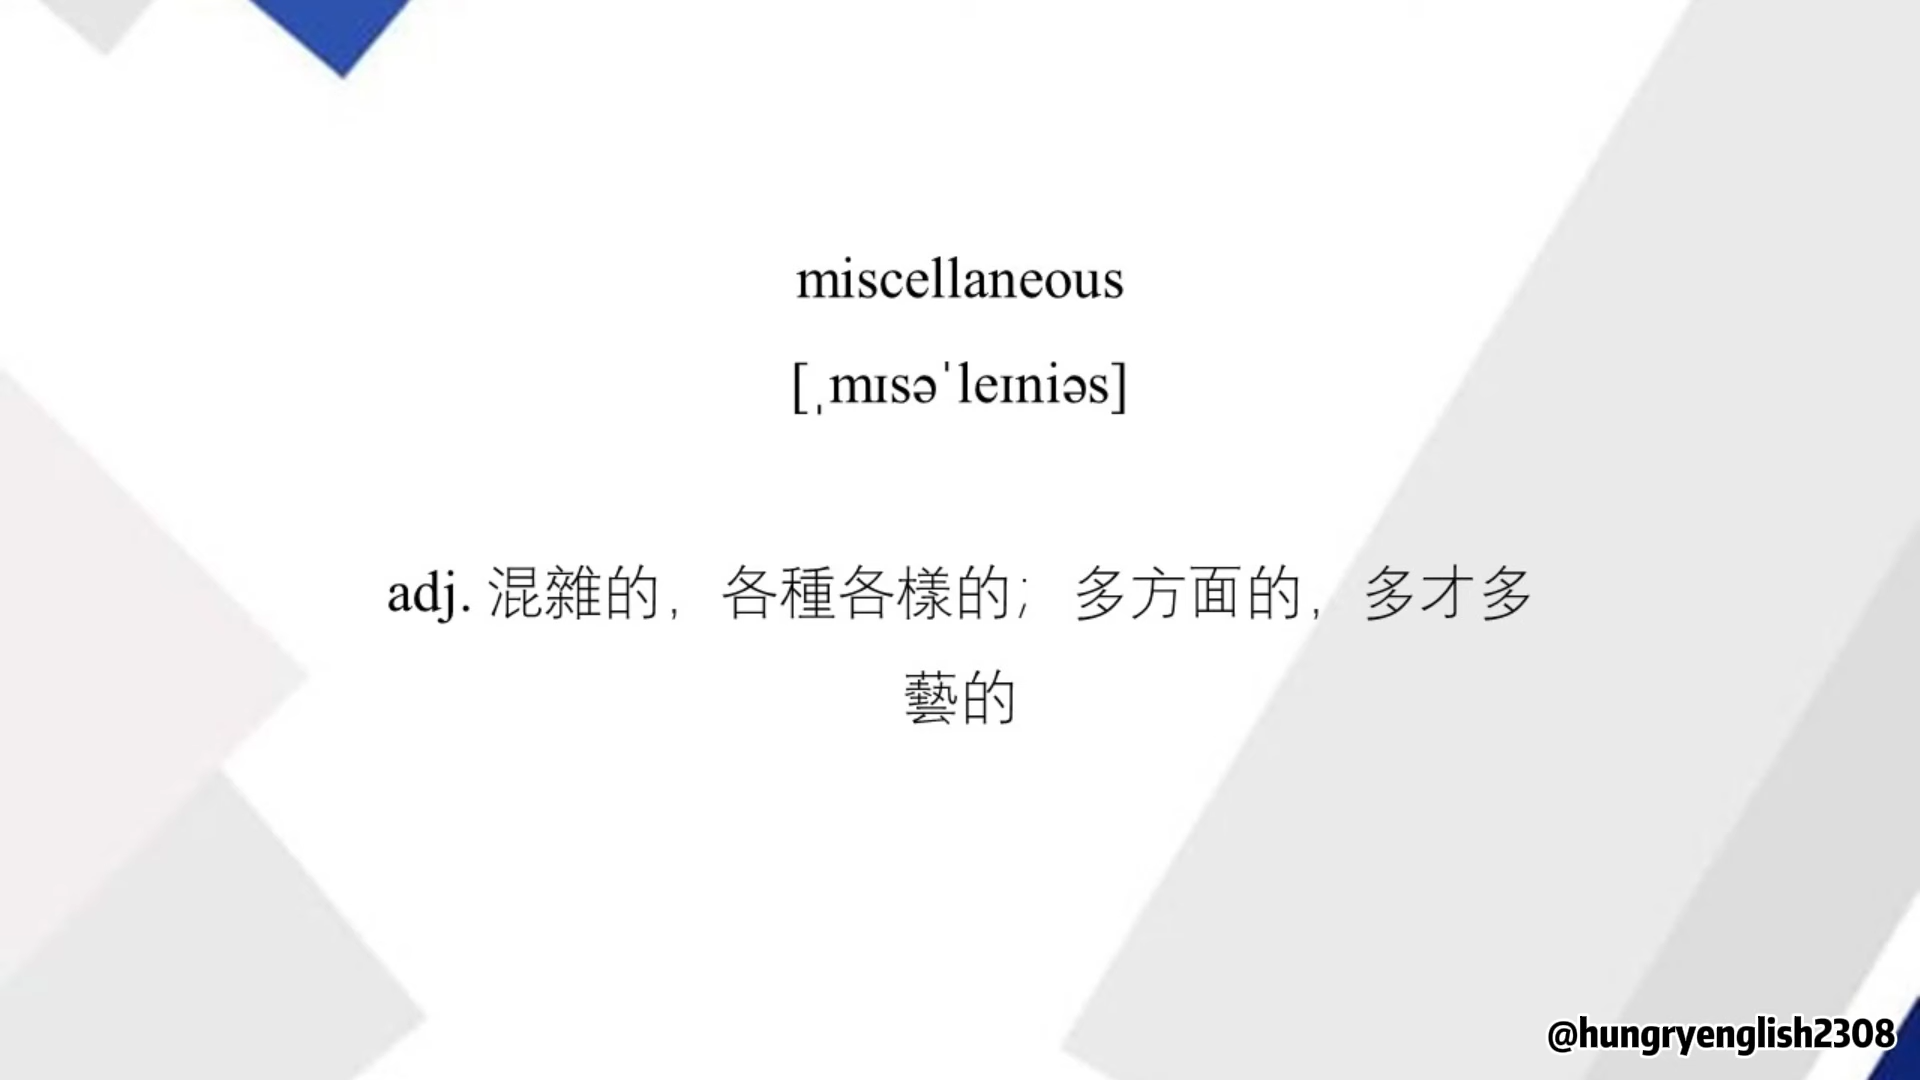 miscellaneous
[ˌmɪsəˈleɪniəs]
adj. 混雜的，各種各樣的；多方面的，多才多
藝的
@hungryenglish2308